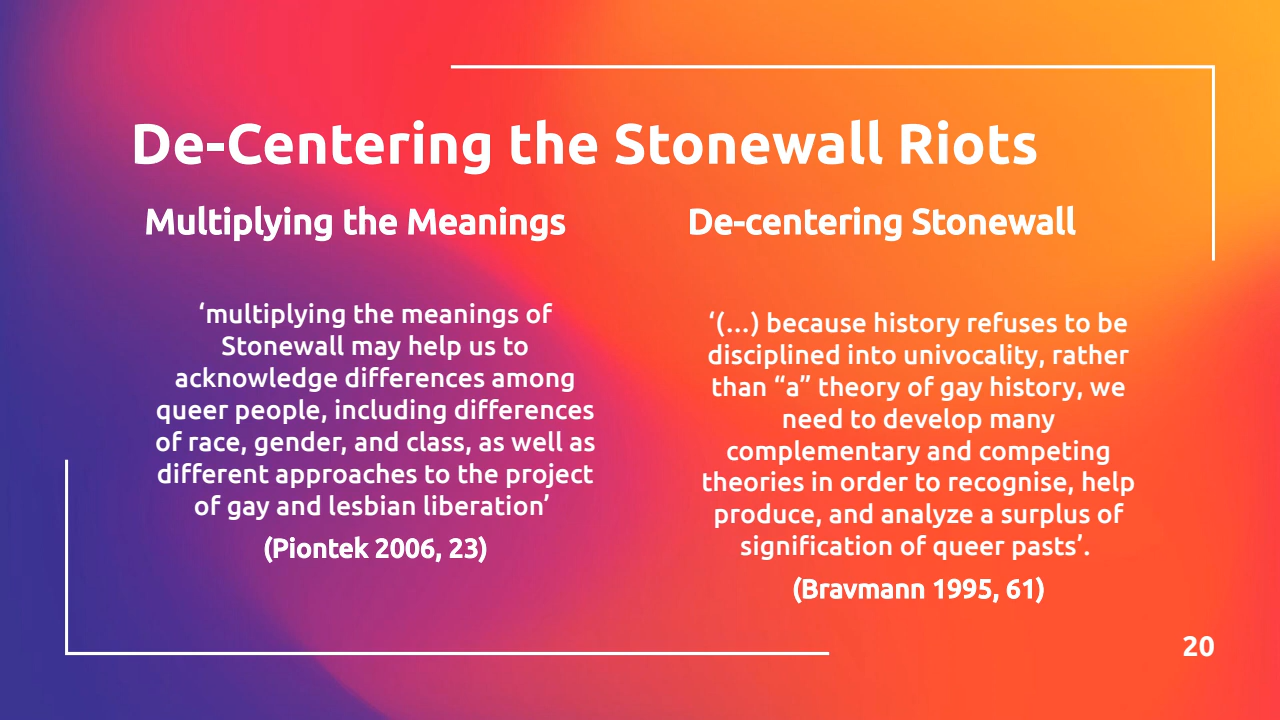 De-Centering the Stonewall Riots
Multiplying the Meanings
‘multiplying the meanings of
Stonewall may help us to
acknowledge differences among
queer people, including differences
of race, gender, and class, as well as
different approaches to the project
of gay and lesbian liberation’
(Piontek 2006, 23)
De-centering Stonewall
‘(…) because history refuses to be
disciplined into univocality, rather
than “a” theory of gay history, we
need to develop many
complementary and competing
theories in order to recognise, help
produce, and analyze a surplus of
signification of queer pasts’.
(Bravmann 1995, 61)
20